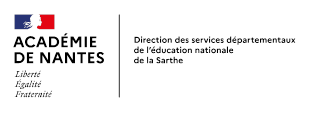 ACADÉMIE
DE NANTES
Liberté
Égalité
Fraternité
Direction des services départementaux
de l'éducation nationale
de la Sarthe